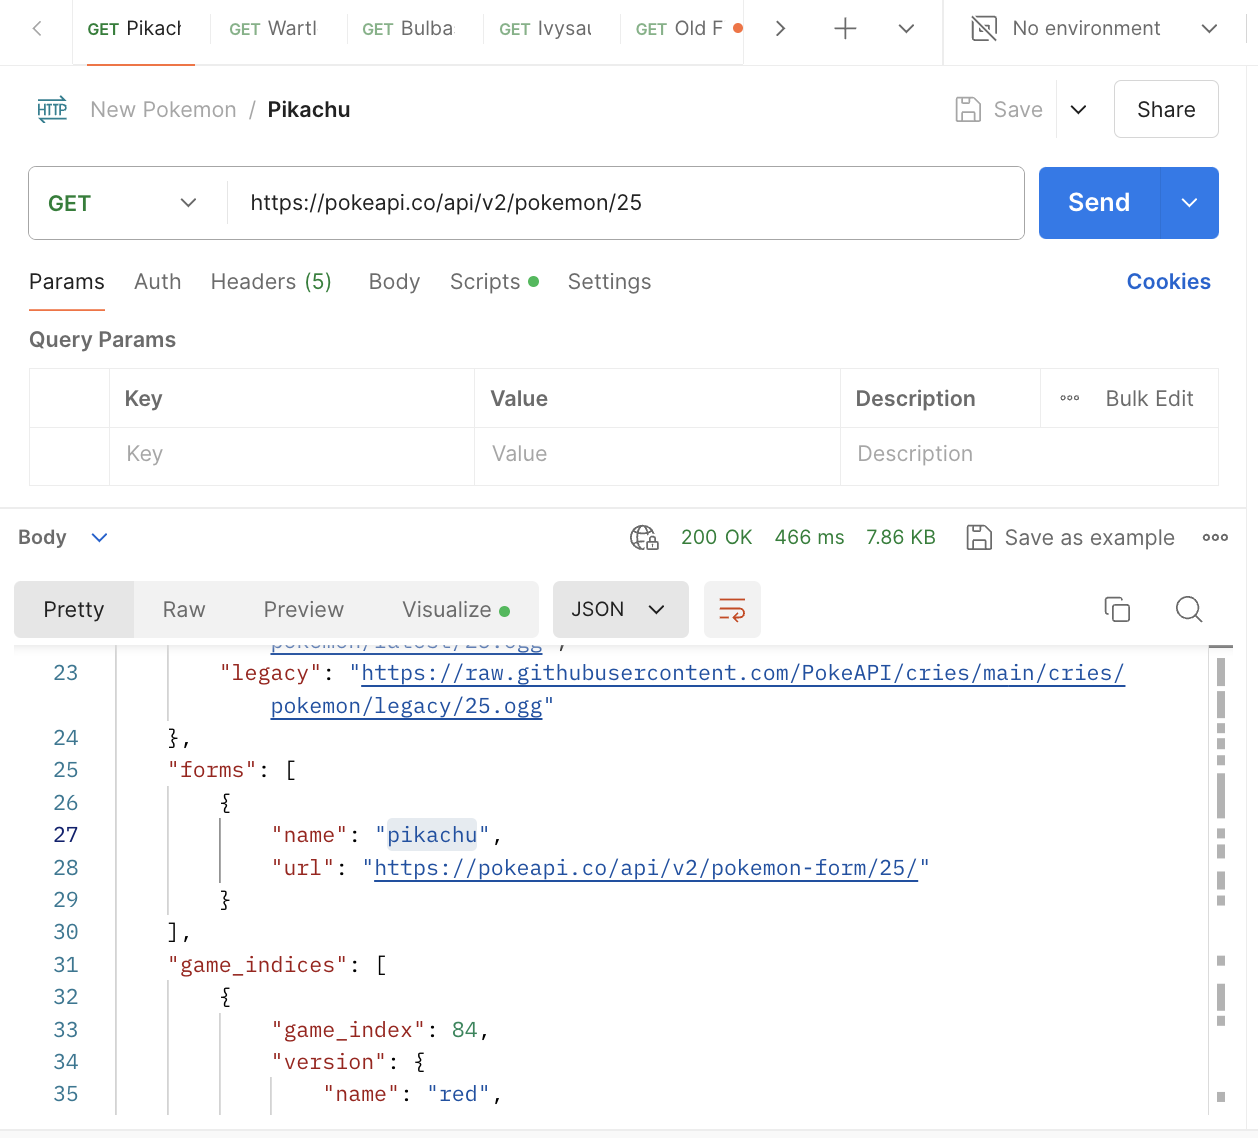 GET Pikach GET Wartl GET Bulba GET Ivysau GET Old F No environment
HTTP New Pokemon / Pikachu Save Share
GET https://pokeapi.co/api/v2/pokemon/25 Send
Params Auth Headers (5) Body Scripts Settings Cookies
Query Params
Key Value Description Bulk Edit
Key Value Description
Body 200 OK 466 ms 7.86 KB Save as example
Pretty Raw Preview Visualize JSON
pokemon/latest/25.ogg",
23 "legacy": "https://raw.githubusercontent.com/PokeAPI/cries/main/cries/
pokemon/legacy/25.ogg"
24 },
25 "forms": [
26 {
27 "name": "pikachu",
28 "url": "https://pokeapi.co/api/v2/pokemon-form/25/"
29 }
30 ],
31 "game_indices": [
32 {
33 "game_index": 84,
34 "version": {
35 "name": "red",